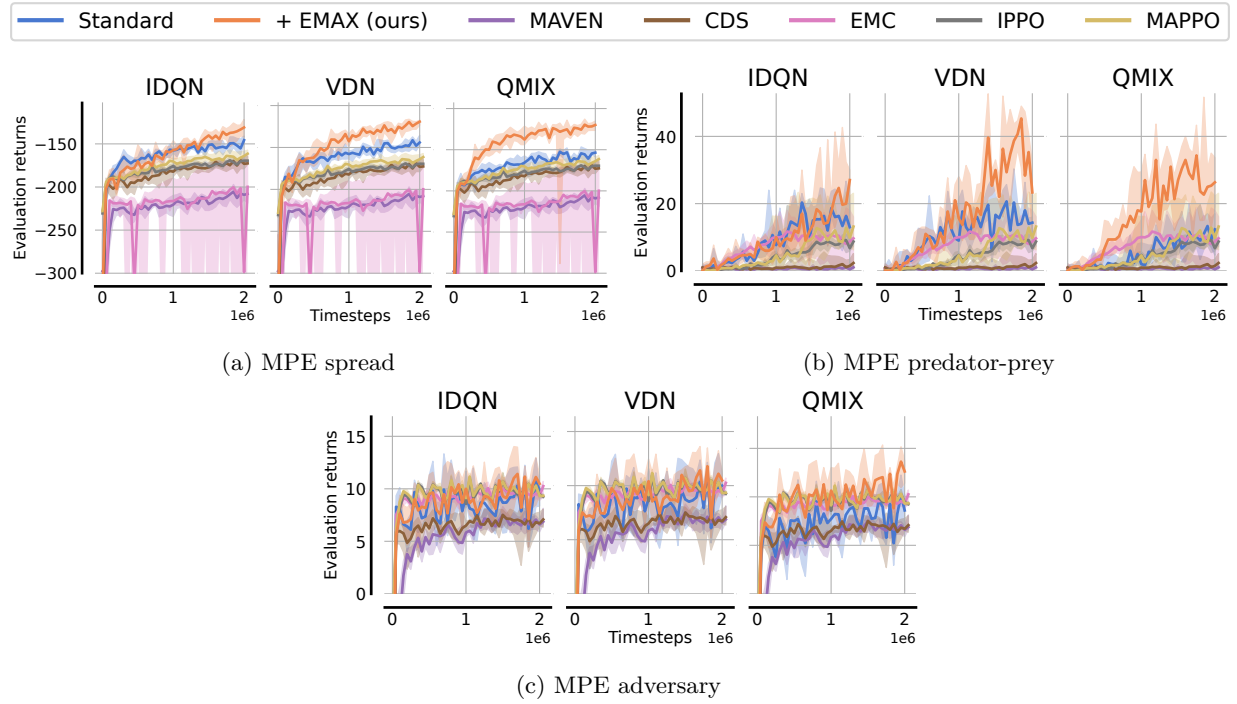 Standard + EMAX (ours) MAVEN CDS EMC IPPO MAPPO
IDQN VDN QMIX
Evaluation returns
−150
−200
−250
−300
0 1 2 0 1 2 0 1 2
1e6 Timesteps 1e6 1e6
(a) MPE spread
IDQN VDN QMIX
Evaluation returns
40
20
0
0 1 2 0 1 2 0 1 2
1e6 Timesteps 1e6 1e6
(b) MPE predator-prey
IDQN VDN QMIX
Evaluation returns
15
10
5
0
0 1 2 0 1 2 0 1 2
1e6 Timesteps 1e6 1e6
(c) MPE adversary